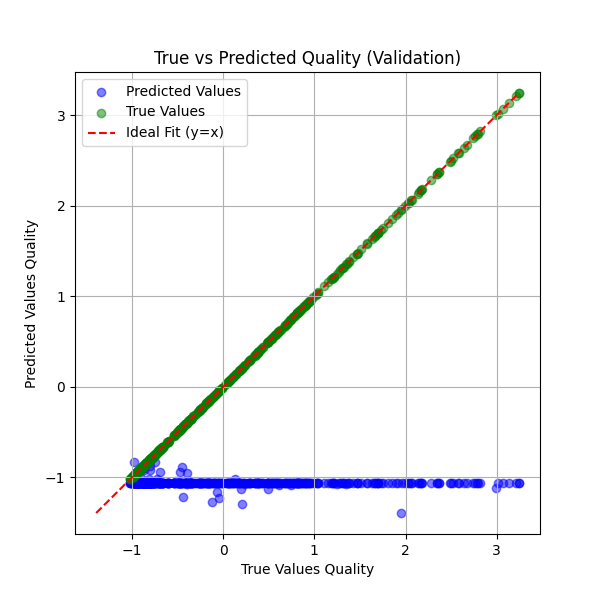 True vs Predicted Quality (Validation)
Predicted Values
True Values
Ideal Fit (y=x)
Predicted Values Quality
3
2
1
0
−1
−1 0 1 2 3
True Values Quality